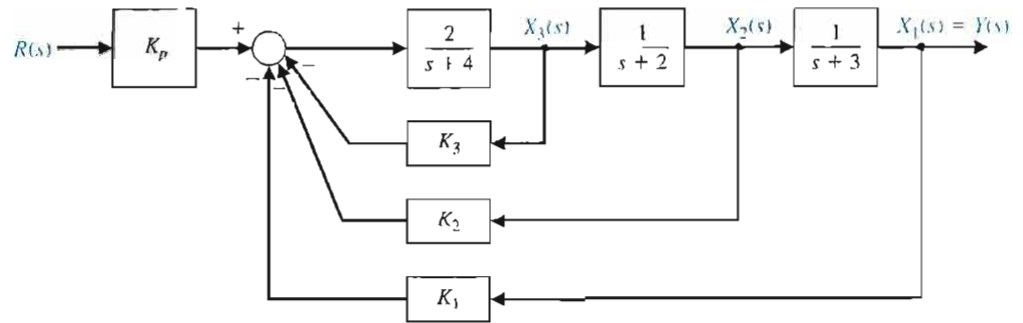 R(s)
K_p
+
−
−
−
2
s + 4
X_3(s)
1
s + 2
X_2(s)
1
s + 3
X_1(s) = Y(s)
K_3
K_2
K_1